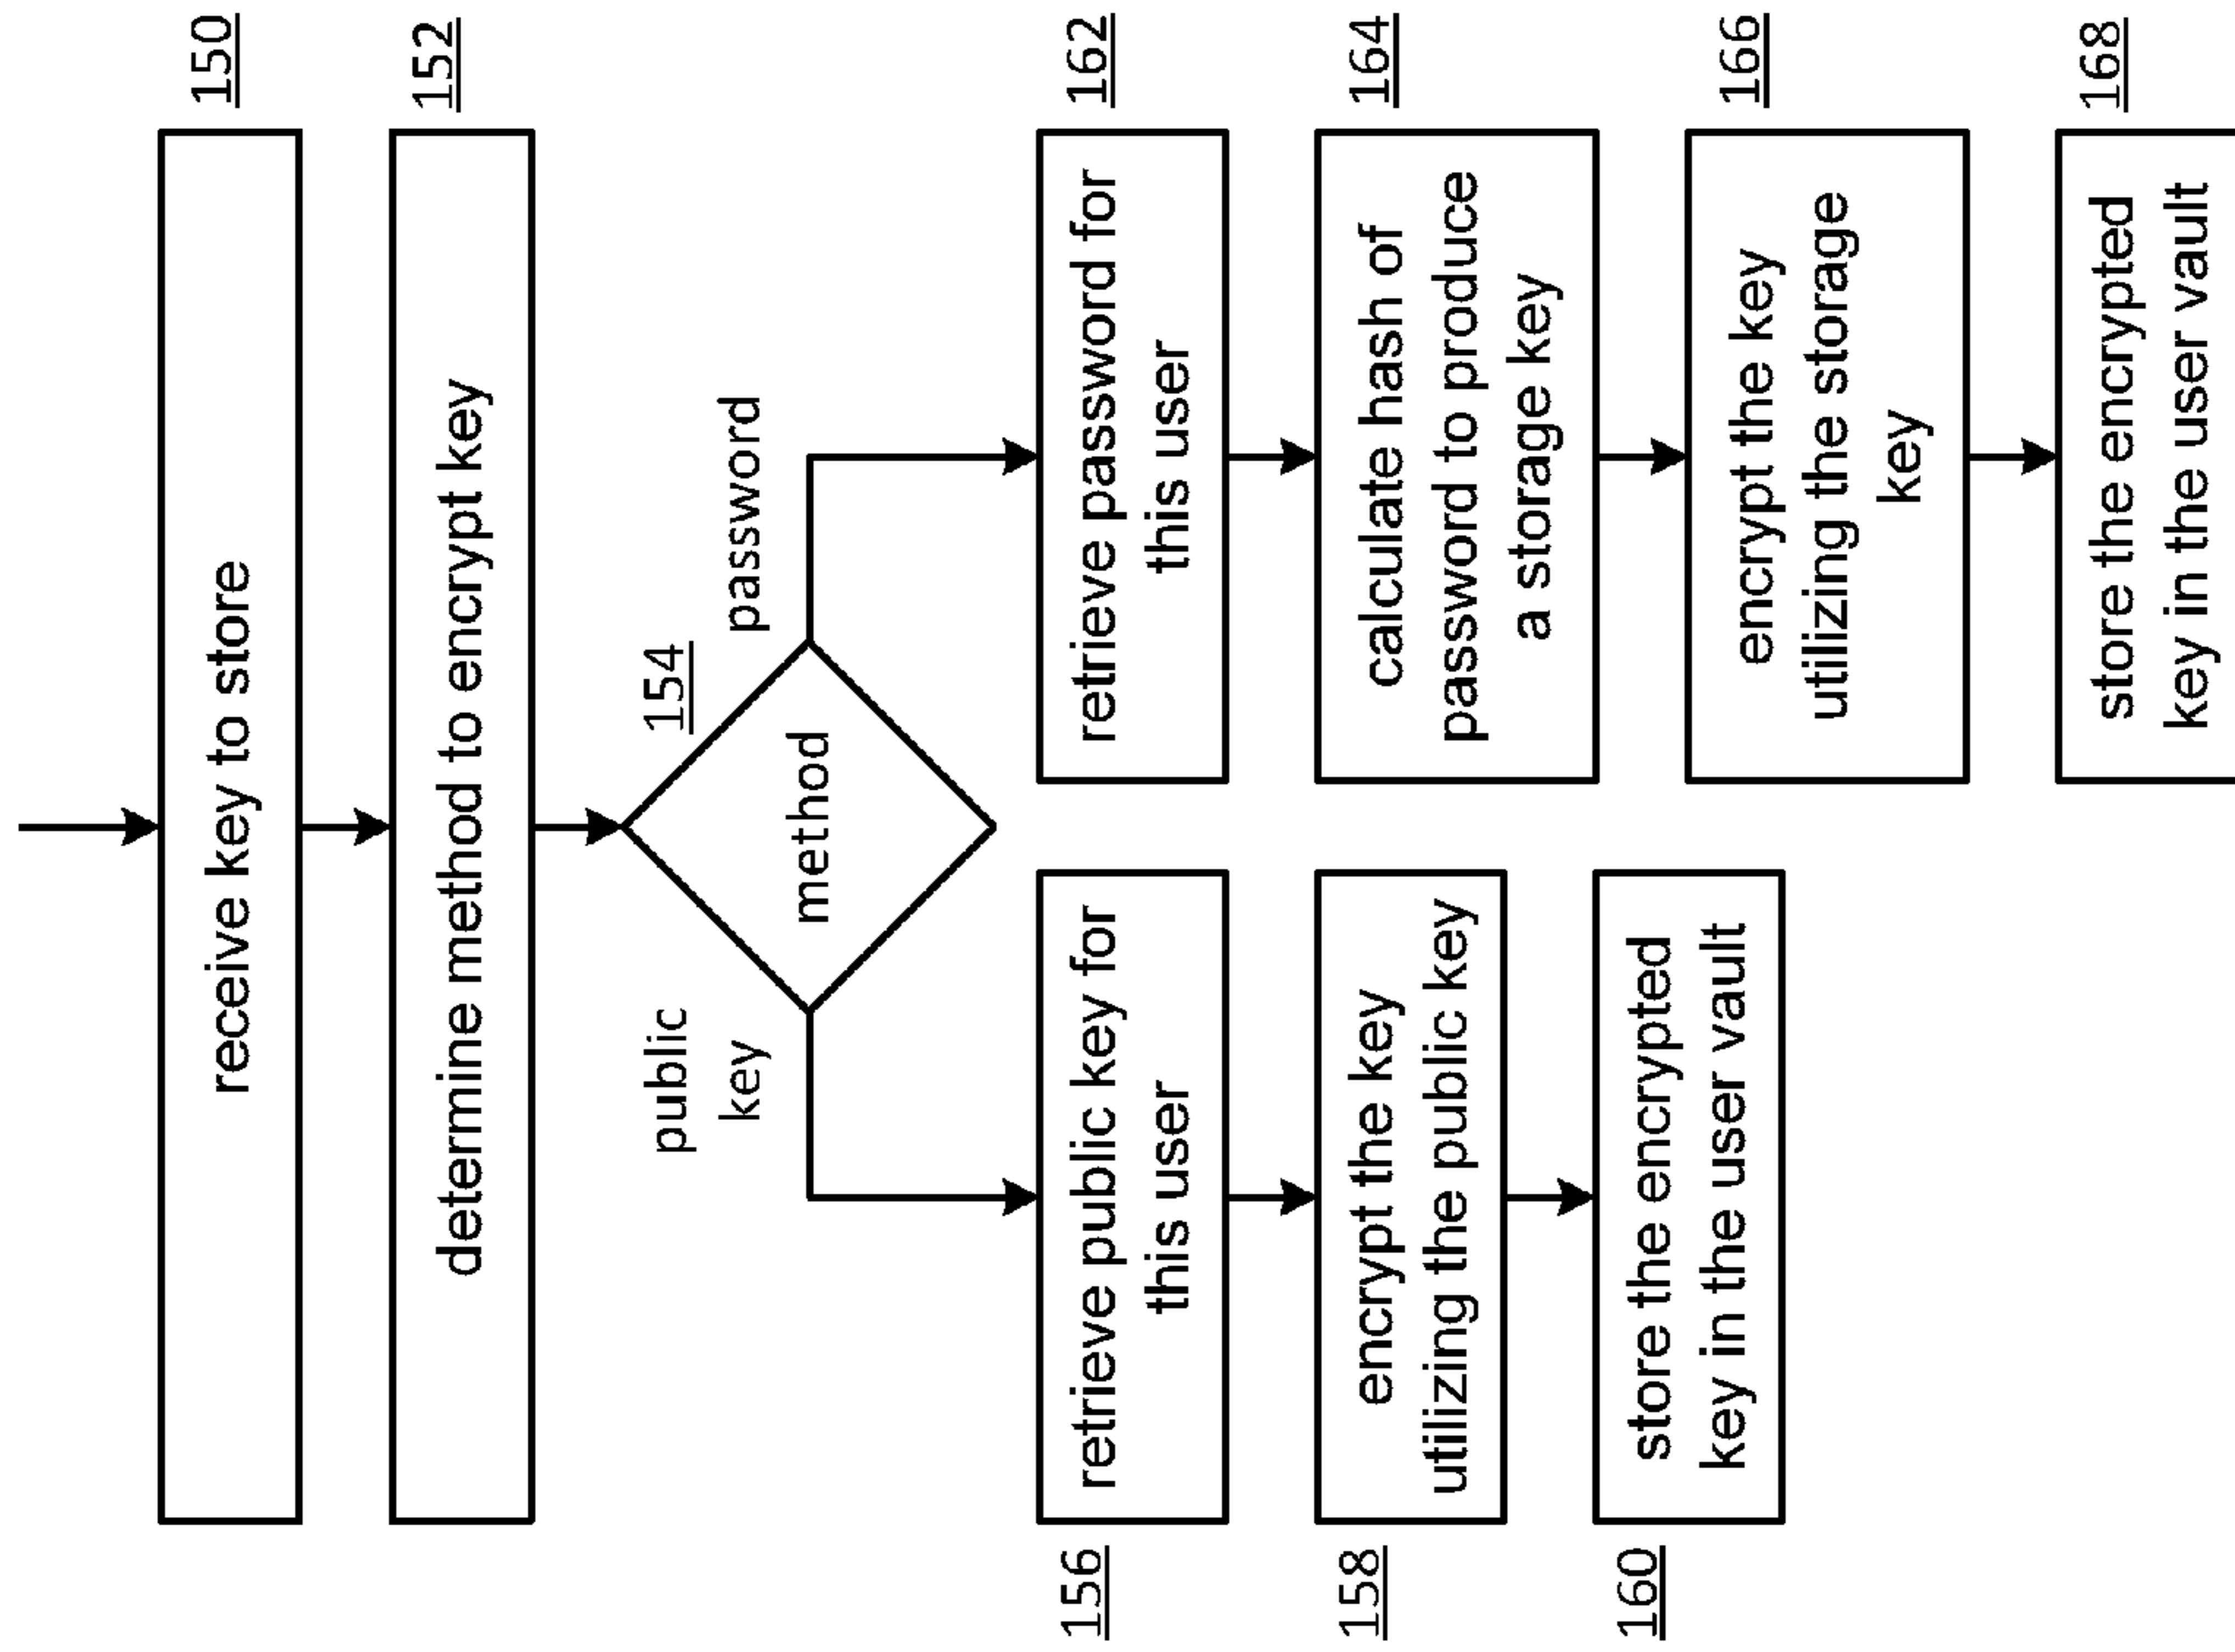 150
receive key to store
152
determine method to encrypt key
154
method
public
key
password
156
retrieve public key for
this user
158
encrypt the key
utilizing the public key
160
store the encrypted
key in the user vault
162
retrieve password for
this user
164
calculate hash of
password to produce
a storage key
166
encrypt the key
utilizing the storage
key
168
store the encrypted
key in the user vault